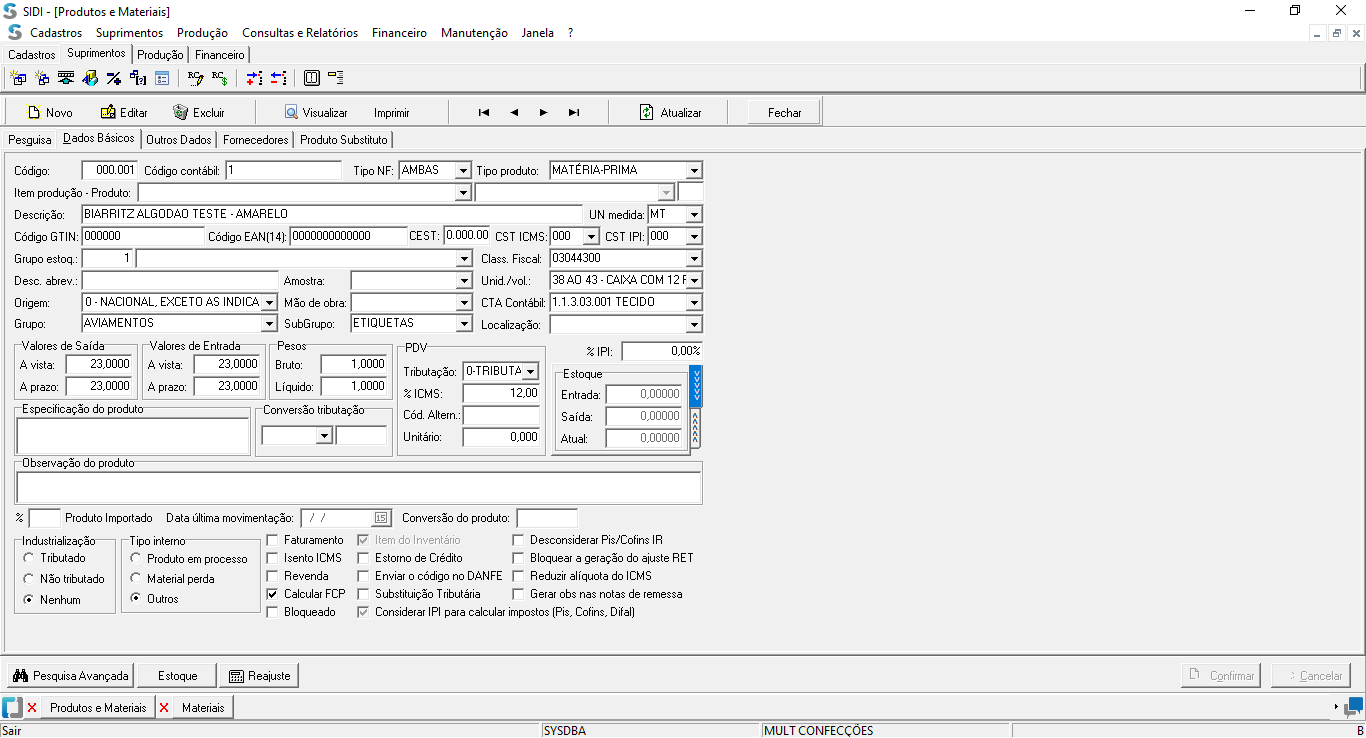 SIDI - [Produtos e Materiais]
Cadastros Suprimentos Produção Consultas e Relatórios Financeiro Manutenção Janela ?
Cadastros Suprimentos Produção Financeiro
Novo Editar Excluir Visualizar Imprimir Atualizar Fechar
Pesquisa Dados Básicos Outros Dados Fornecedores Produto Substituto
Código: 000.001 Código contábil: 1 Tipo NF: AMBAS Tipo produto: MATÉRIA-PRIMA
Item produção - Produto:
Descrição: BIARRITZ ALGODAO TESTE - AMARELO UN medida: MT
Código GTIN: 000000 Código EAN(14): 0000000000000 CEST: 0.000.00 CST ICMS: 000 CST IPI: 000
Grupo estoq.: 1 Class. Fiscal: 03044300
Desc. abrev.: Amostra: Unid./vol.: 38 AO 43 - CAIXA COM 12 F
Origem: 0 - NACIONAL, EXCETO AS INDICA Mão de obra: CTA Contábil: 1.1.3.03.001 TECIDO
Grupo: AVIAMENTOS SubGrupo: ETIQUETAS Localização:
Valores de Saída Valores de Entrada Pesos PDV % IPI: 0,00%
A vista: 23,0000 A vista: 23,0000 Bruto: 1,0000 Tributação: 0-TRIBUTA Estoque
A prazo: 23,0000 A prazo: 23,0000 Líquido: 1,0000 % ICMS: 12,00 Entrada: 0,00000
Especificação do produto Conversão tributação Cód. Altern.: Saída: 0,00000
Unitário: 0,000 Atual: 0,00000
Observação do produto
% Produto Importado Data última movimentação: / / 15 Conversão do produto:
Industrialização Tipo interno Faturamento Item do Inventário Desconsiderar Pis/Cofins IR
Tributado Produto em processo Isento ICMS Estorno de Crédito Bloquear a geração do ajuste RET
Não tributado Material perda Revenda Enviar o código no DANFE Reduzir alíquota do ICMS
Nenhum Outros Calcular FCP Substituição Tributária Gerar obs nas notas de remessa
Bloqueado Considerar IPI para calcular impostos (Pis, Cofins, Difal)
Pesquisa Avançada Estoque Reajuste Confirmar Cancelar
Produtos e Materiais Materiais
Sair SYSDBA MULT CONFECÇÕES B